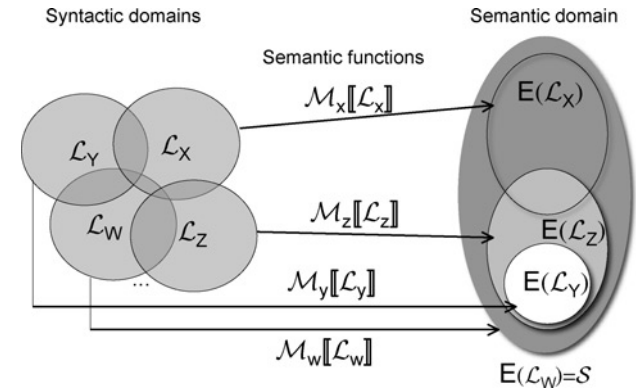 Syntactic domains
Semantic domain
Semantic functions
ℳx⟦ℒx⟧
E(ℒX)
ℒY
ℒX
ℒW
ℒZ
ℳz⟦ℒz⟧
E(ℒZ)
...
ℳy⟦ℒy⟧
E(ℒY)
ℳw⟦ℒw⟧
E(ℒW)=𝒮